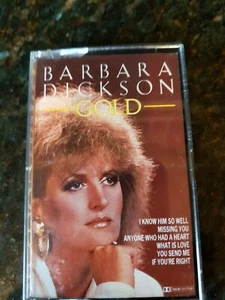 BARBARA
DICKSON
GOLD
I KNOW HIM SO WELL
MISSING YOU
ANYONE WHO HAD A HEART
WHAT IS LOVE
YOU SEND ME
IF YOU'RE RIGHT